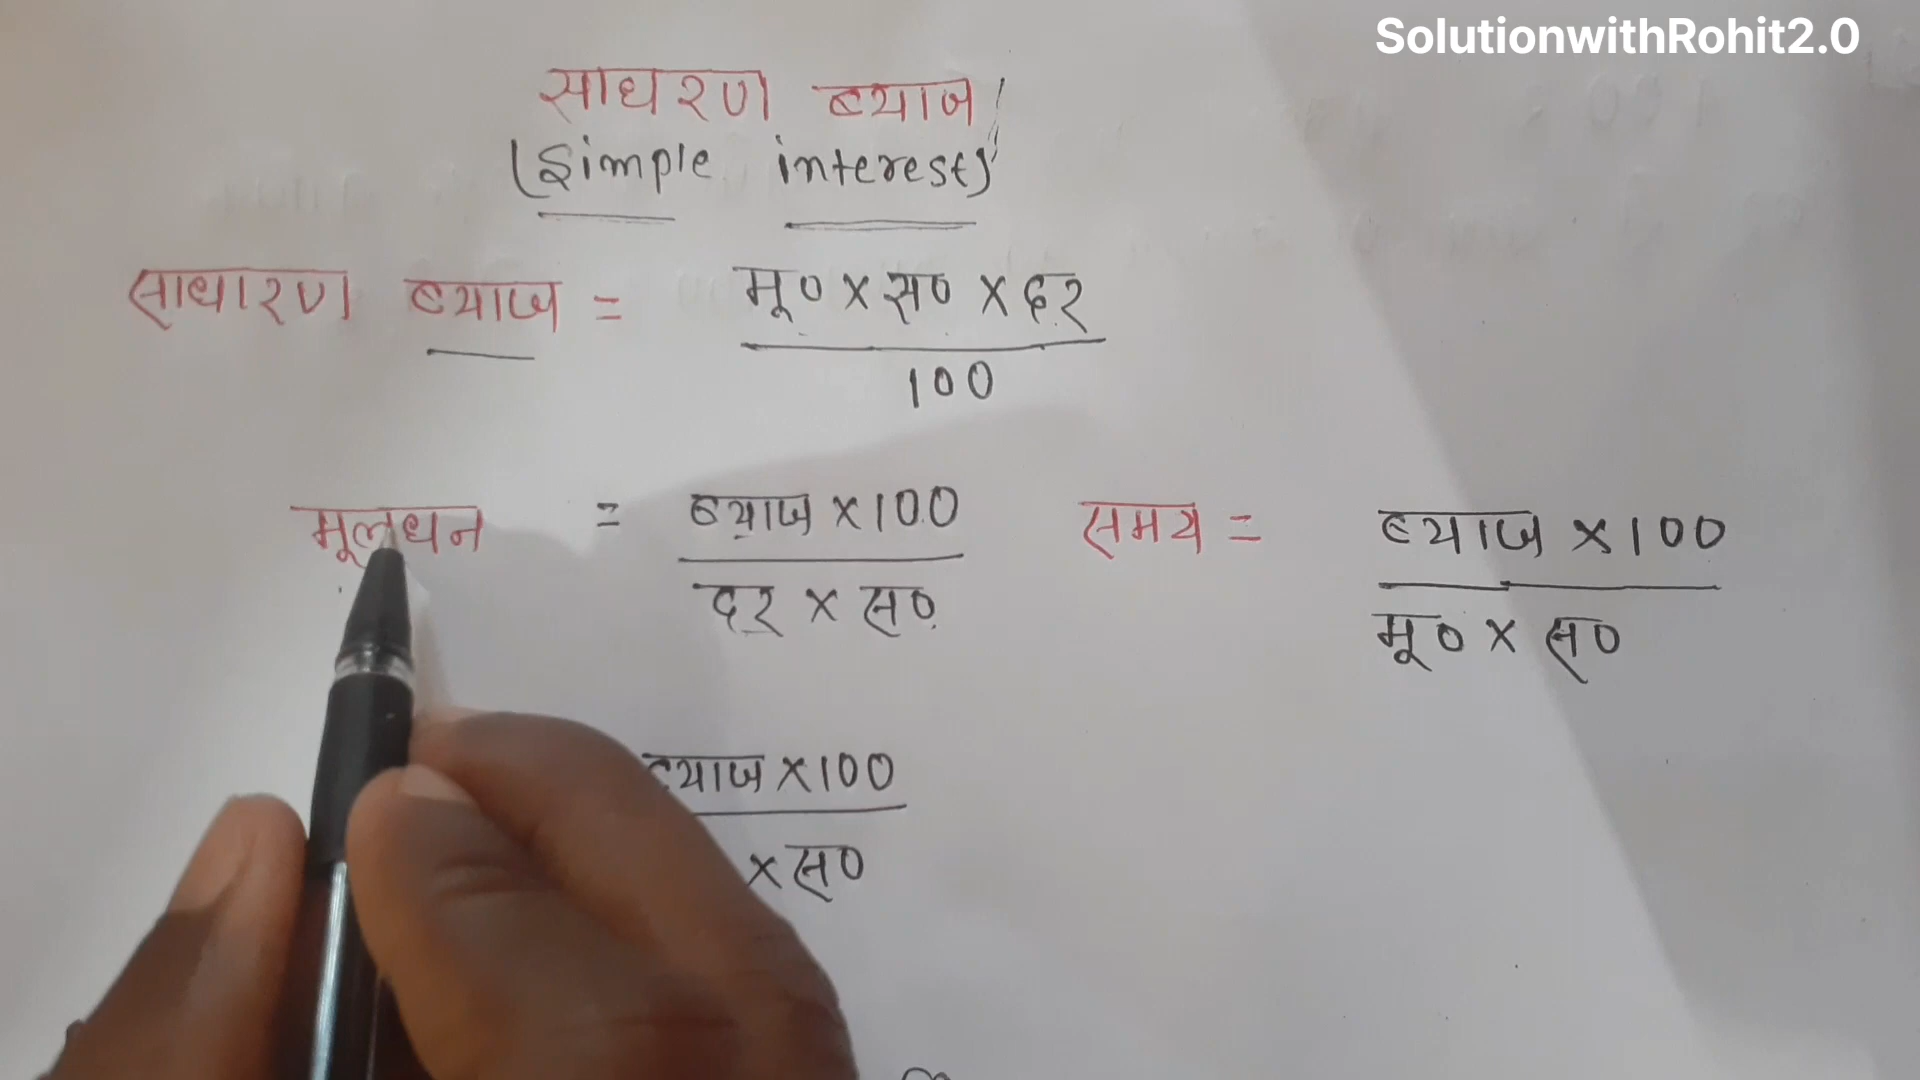 SolutionwithRohit2.0
साधरण ब्याज
(Simple interest)
साधारण ब्याज = मू० x स० x दर
100
मूलधन = ब्याज x 100
दर x स०
समय = ब्याज x 100
मू० x स०
ब्याज x 100
x स०